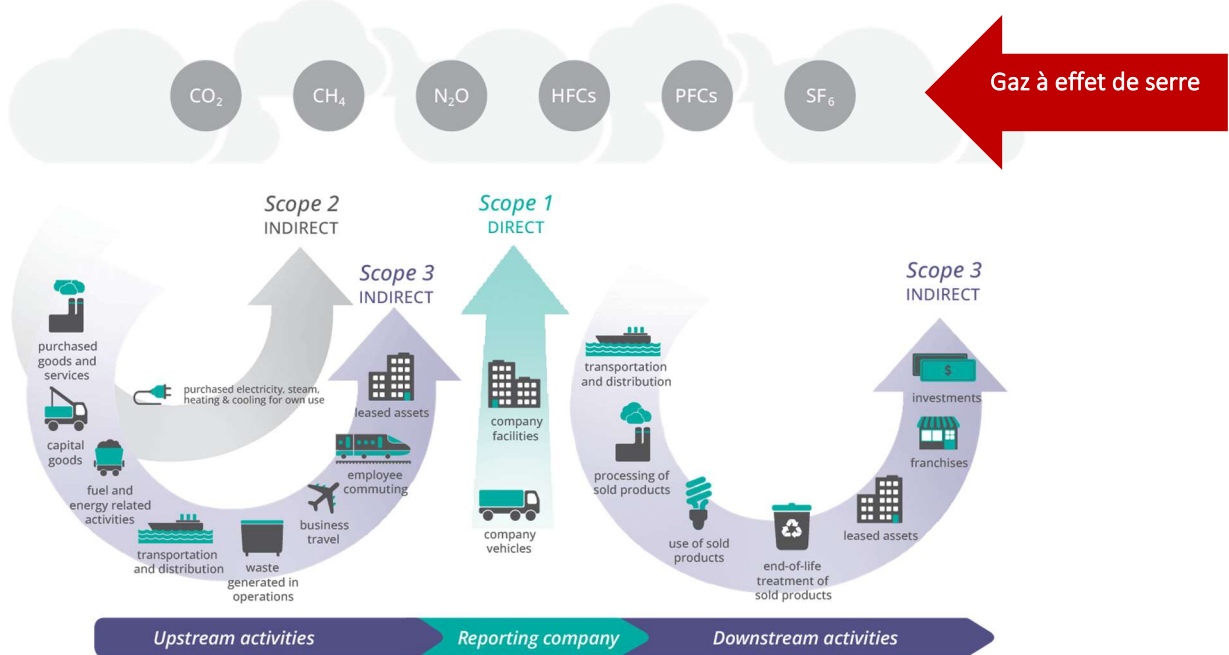 CO₂
CH₄
N₂O
HFCs
PFCs
SF₆
Gaz à effet de serre
Scope 2
INDIRECT
Scope 1
DIRECT
Scope 3
INDIRECT
Scope 3
INDIRECT
purchased
goods and
services
capital
goods
fuel and
energy related
activities
transportation
and distribution
waste
generated in
operations
business
travel
employee
commuting
leased assets
purchased electricity, steam,
heating & cooling for own use
company
facilities
company
vehicles
transportation
and distribution
processing of
sold products
use of sold
products
end-of-life
treatment of
sold products
leased assets
franchises
$
investments
Upstream activities
Reporting company
Downstream activities